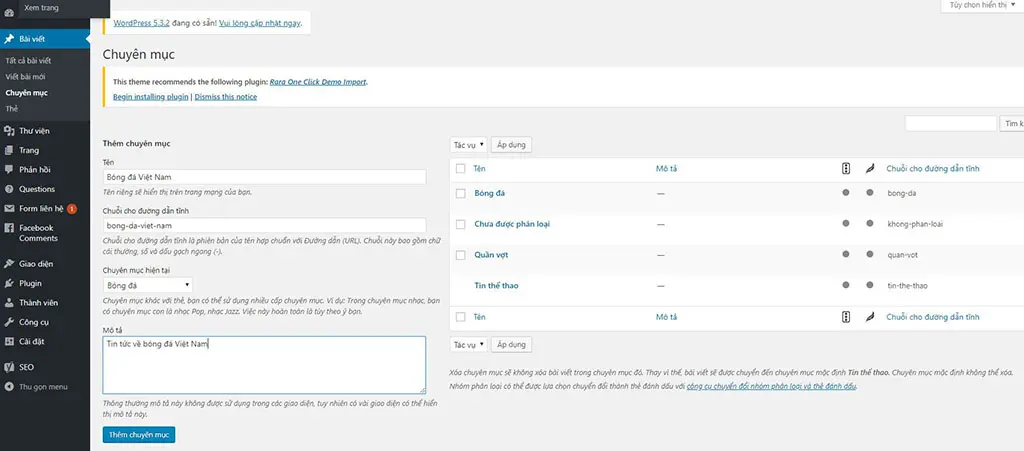 Xem trang
Tùy chọn hiển thị ▼
WordPress 5.3.2 đang có sẵn! Vui lòng cập nhật ngay.
Bài viết
Tất cả bài viết
Viết bài mới
Chuyên mục
Thẻ
Thư viện
Trang
Phản hồi
Questions
Form liên hệ 1
Facebook
Comments
Giao diện
Plugin
Thành viên
Công cụ
Cài đặt
SEO
Thu gọn menu
Chuyên mục
This theme recommends the following plugin: Rara One Click Demo Import.
Begin installing plugin | Dismiss this notice
Tìm k
Thêm chuyên mục
Tên
Bóng đá Việt Nam
Tên riêng sẽ hiển thị trên trang mạng của bạn.
Chuỗi cho đường dẫn tĩnh
bong-da-viet-nam
Chuỗi cho đường dẫn tĩnh là phiên bản của tên hợp chuẩn với Đường dẫn (URL). Chuỗi này bao gồm chữ
cái thường, số và dấu gạch ngang (-).
Chuyên mục hiện tại
Bóng đá ▼
Chuyên mục khác với thẻ, bạn có thể sử dụng nhiều cấp chuyên mục. Ví dụ: Trong chuyên mục nhạc, bạn
có chuyên mục con là nhạc Pop, nhạc Jazz. Việc này hoàn toàn là tùy theo ý bạn.
Mô tả
Tin tức về bóng đá Việt Nam
Thông thường mô tả này không được sử dụng trong các giao diện, tuy nhiên có vài giao diện có thể hiển
thị mô tả này.
Thêm chuyên mục
Tác vụ ▼ Áp dụng
Tên Mô tả Chuỗi cho đường dẫn tĩnh
Bóng đá — bong-da
Chưa được phân loại — khong-phan-loai
Quần vợt — quan-vot
Tin thể thao — tin-the-thao
Tên Mô tả Chuỗi cho đường dẫn tĩnh
Tác vụ ▼ Áp dụng
Xóa chuyên mục sẽ không xóa bài viết trong chuyên mục đó. Thay vì thế, bài viết sẽ được chuyển đến chuyên mục mặc định Tin thể thao. Chuyên mục mặc định không thể xóa.
Nhóm phân loại có thể được lựa chọn chuyển đổi thành thẻ đánh dấu với công cụ chuyển đổi nhóm phân loại và thẻ đánh dấu.